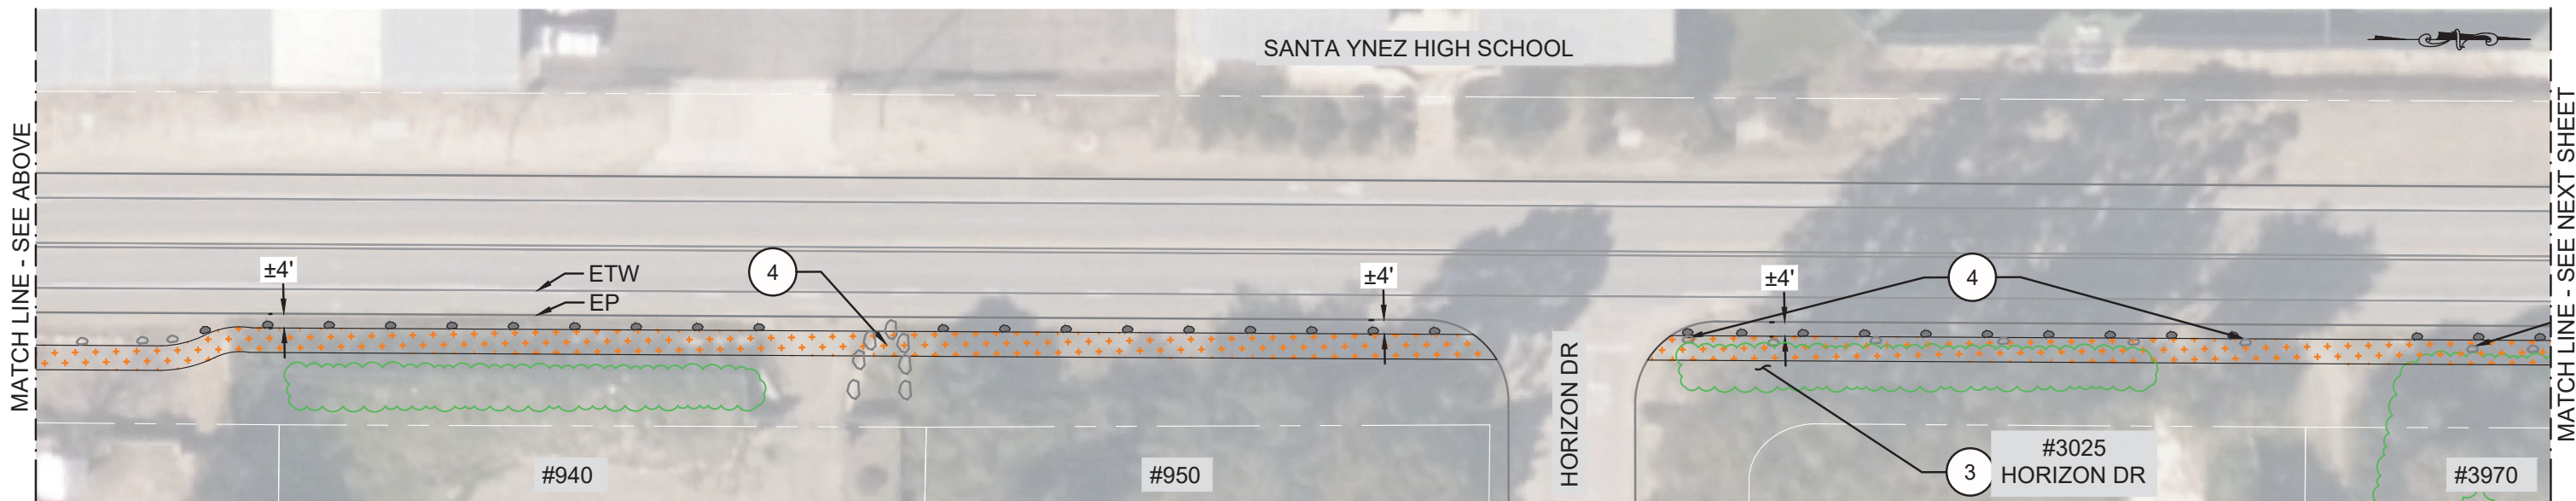 SANTA YNEZ HIGH SCHOOL
MATCH LINE - SEE ABOVE
MATCH LINE - SEE NEXT SHEET
±4'
ETW
EP
4
±4'
±4'
4
HORIZON DR
#940
#950
3
#3025
HORIZON DR
#3970